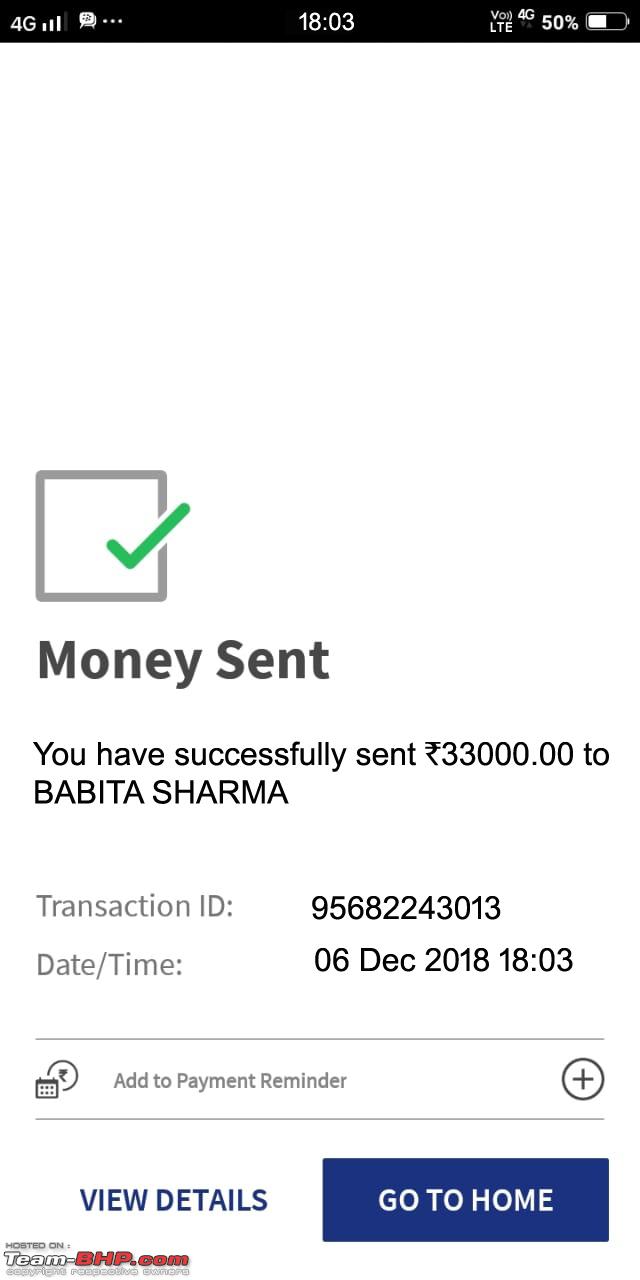 4G ... 18:03 Vo)) LTE 4G 50%
Money Sent
You have successfully sent ₹33000.00 to
BABITA SHARMA
Transaction ID: 95682243013
Date/Time: 06 Dec 2018 18:03
₹ Add to Payment Reminder
VIEW DETAILS GO TO HOME
HOSTED ON :
Team-BHP.com
copyright respective owners